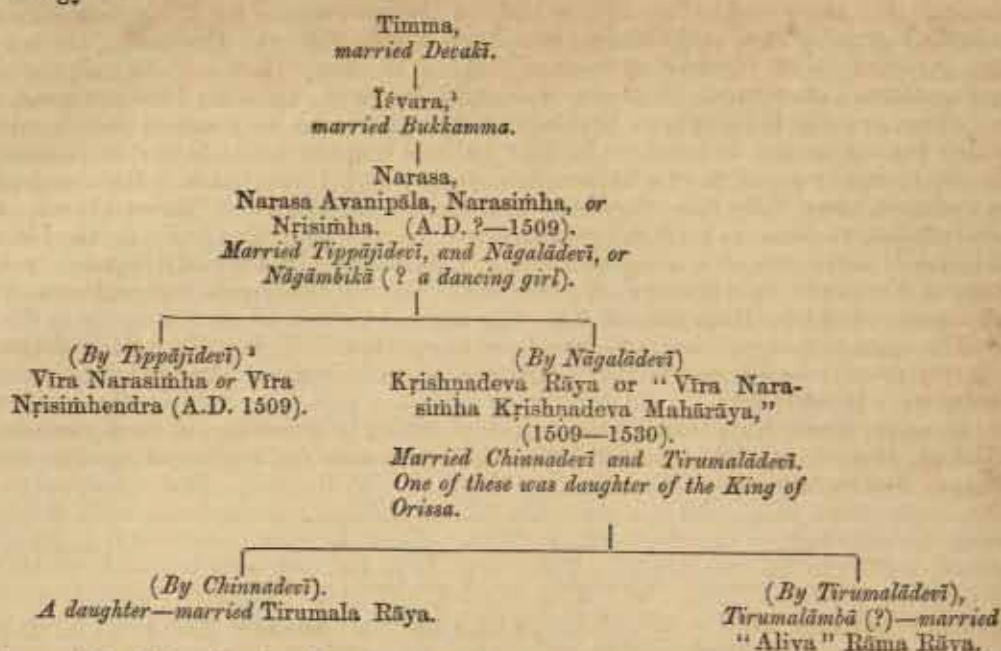 Timma,
married Devakī.
Īśvara,¹
married Bukkamma.
Narasa,
Narasa Avanipāla, Narasiṁha, or
Nṛisiṁha. (A.D. ?—1509).
Married Tippājīdevī, and Nāgalādevī, or
Nāgāmbikā (? a dancing girl).
(By Tippājīdevī)²
Vīra Narasiṁha or Vīra
Nṛisiṁhendra (A.D. 1509).
(By Nāgalādevī)
Kṛishṇadeva Rāya or "Vīra Nara-
siṁha Kṛishṇadeva Mahārāya,"
(1509—1530).
Married Chinnadevī and Tirumalādevī.
One of these was daughter of the King of
Orissa.
(By Chinnadevī).
A daughter—married Tirumala Rāya.
(By Tirumalādevī),
Tirumalāmbā (?)—married
"Aliya" Rāma Rāya.